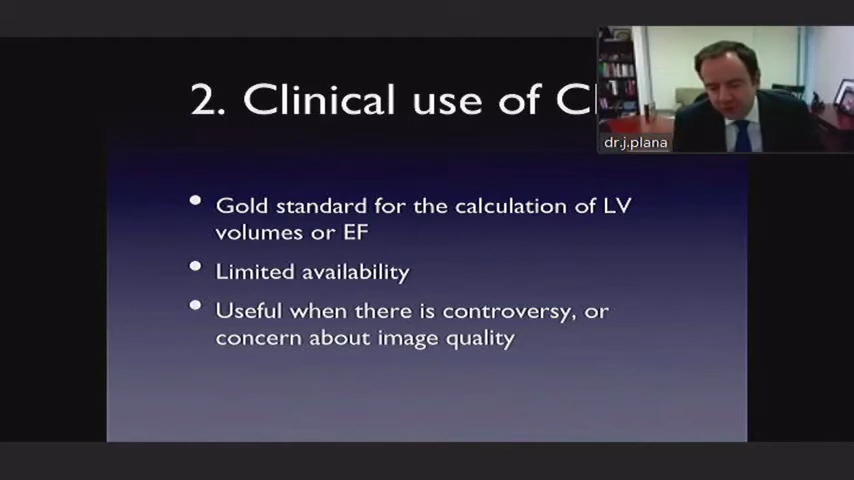 2. Clinical use of C
dr.j.plana
• Gold standard for the calculation of LV
volumes or EF
• Limited availability
• Useful when there is controversy, or
concern about image quality